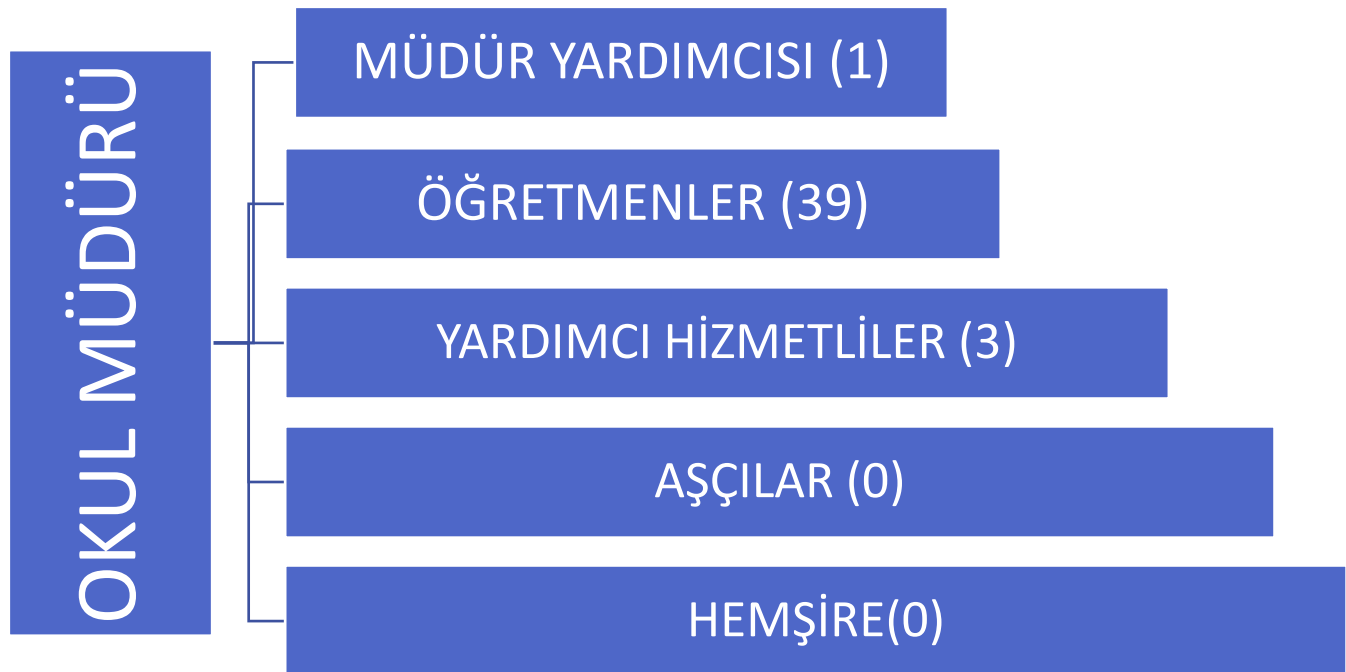 OKUL MÜDÜRÜ
MÜDÜR YARDIMCISI (1)
ÖĞRETMENLER (39)
YARDIMCI HİZMETLİLER (3)
AŞÇILAR (0)
HEMŞİRE(0)